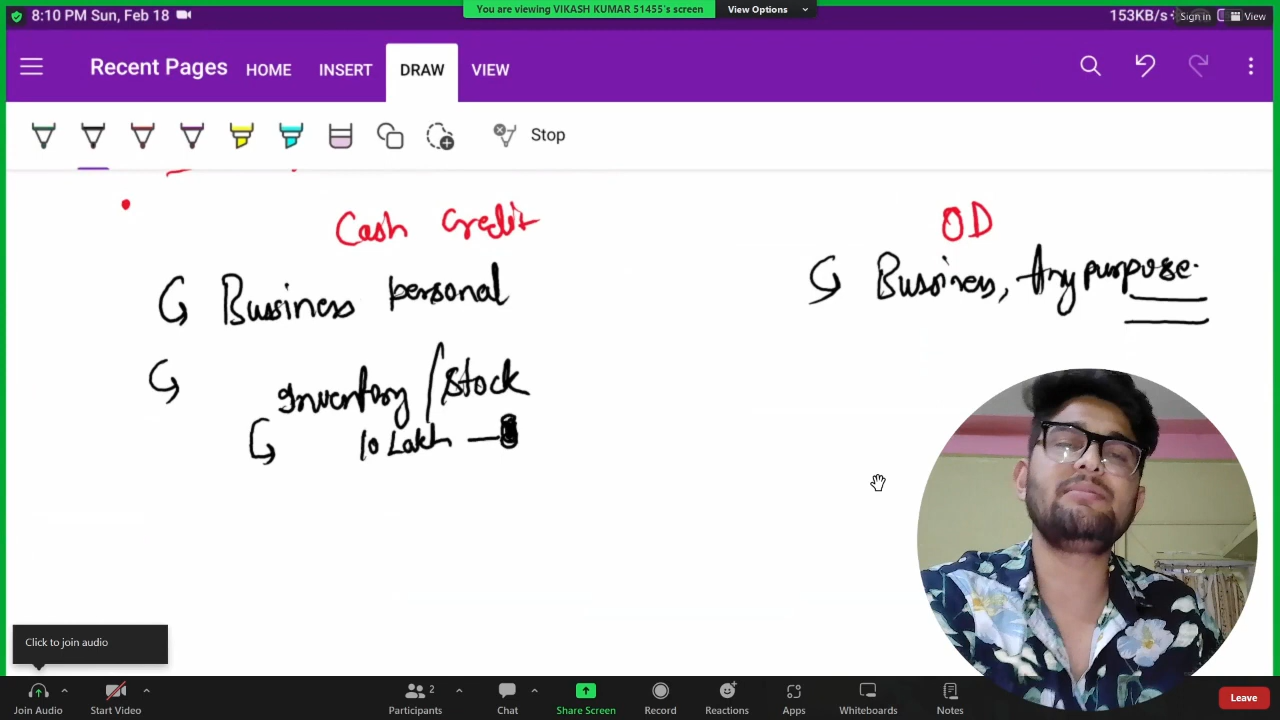 8:10 PM Sun, Feb 18
You are viewing VIKASH KUMAR 51455's screen
View Options
153KB/s
Sign in
View
Recent Pages
HOME
INSERT
DRAW
VIEW
Stop
Cash Credit
OD
Bussiness personal
Bussiness, Any purpose.
Inventory / Stock
10 Lakh —
Click to join audio
Join Audio
Start Video
Participants
2
Chat
Share Screen
Record
Reactions
Apps
Whiteboards
Notes
Leave